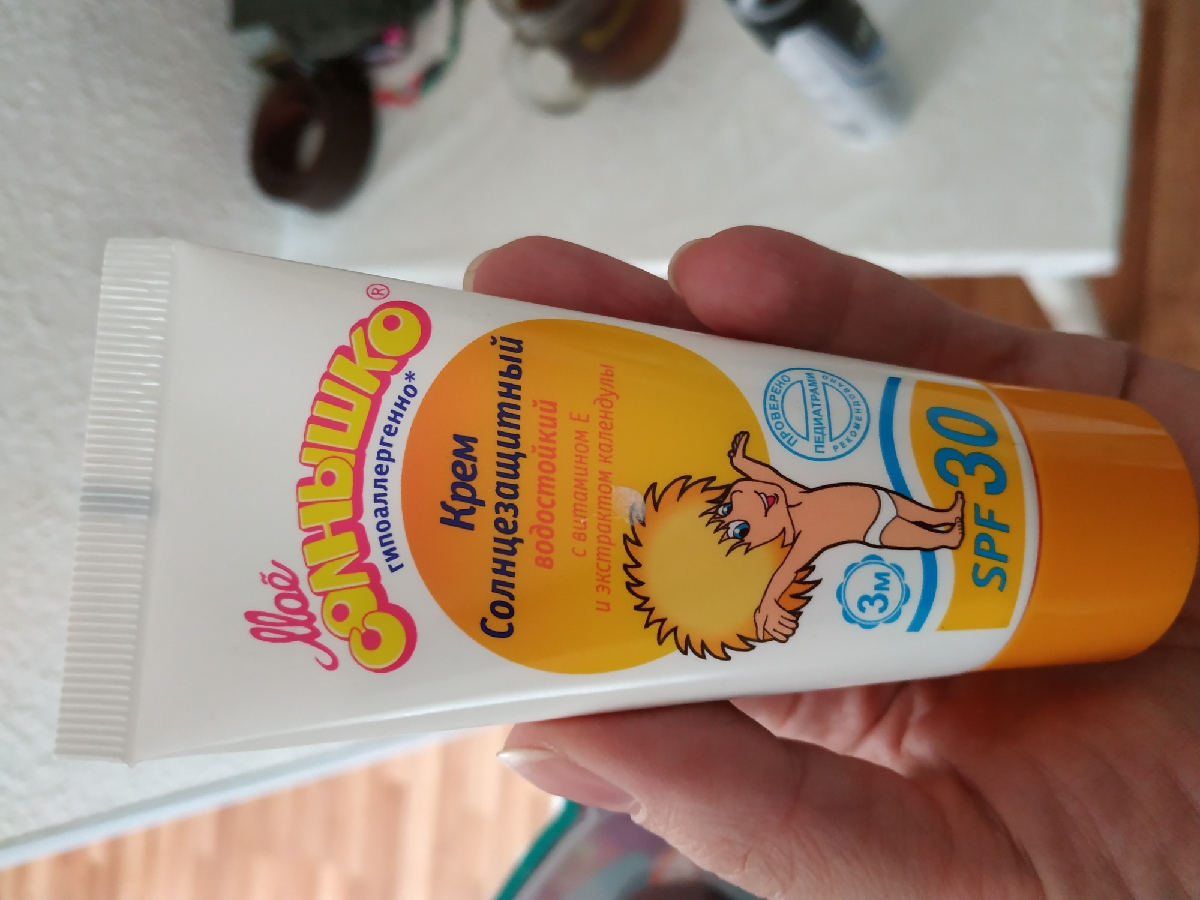 Моё
Солнышко®
гипоаллергенно*
Крем
Солнцезащитный
водостойкий
с витамином Е
и экстрактом календулы
ПРОВЕРЕНО
ПЕДИАТРАМИ
РЕКОМЕНДОВАНО
3м
SPF 30